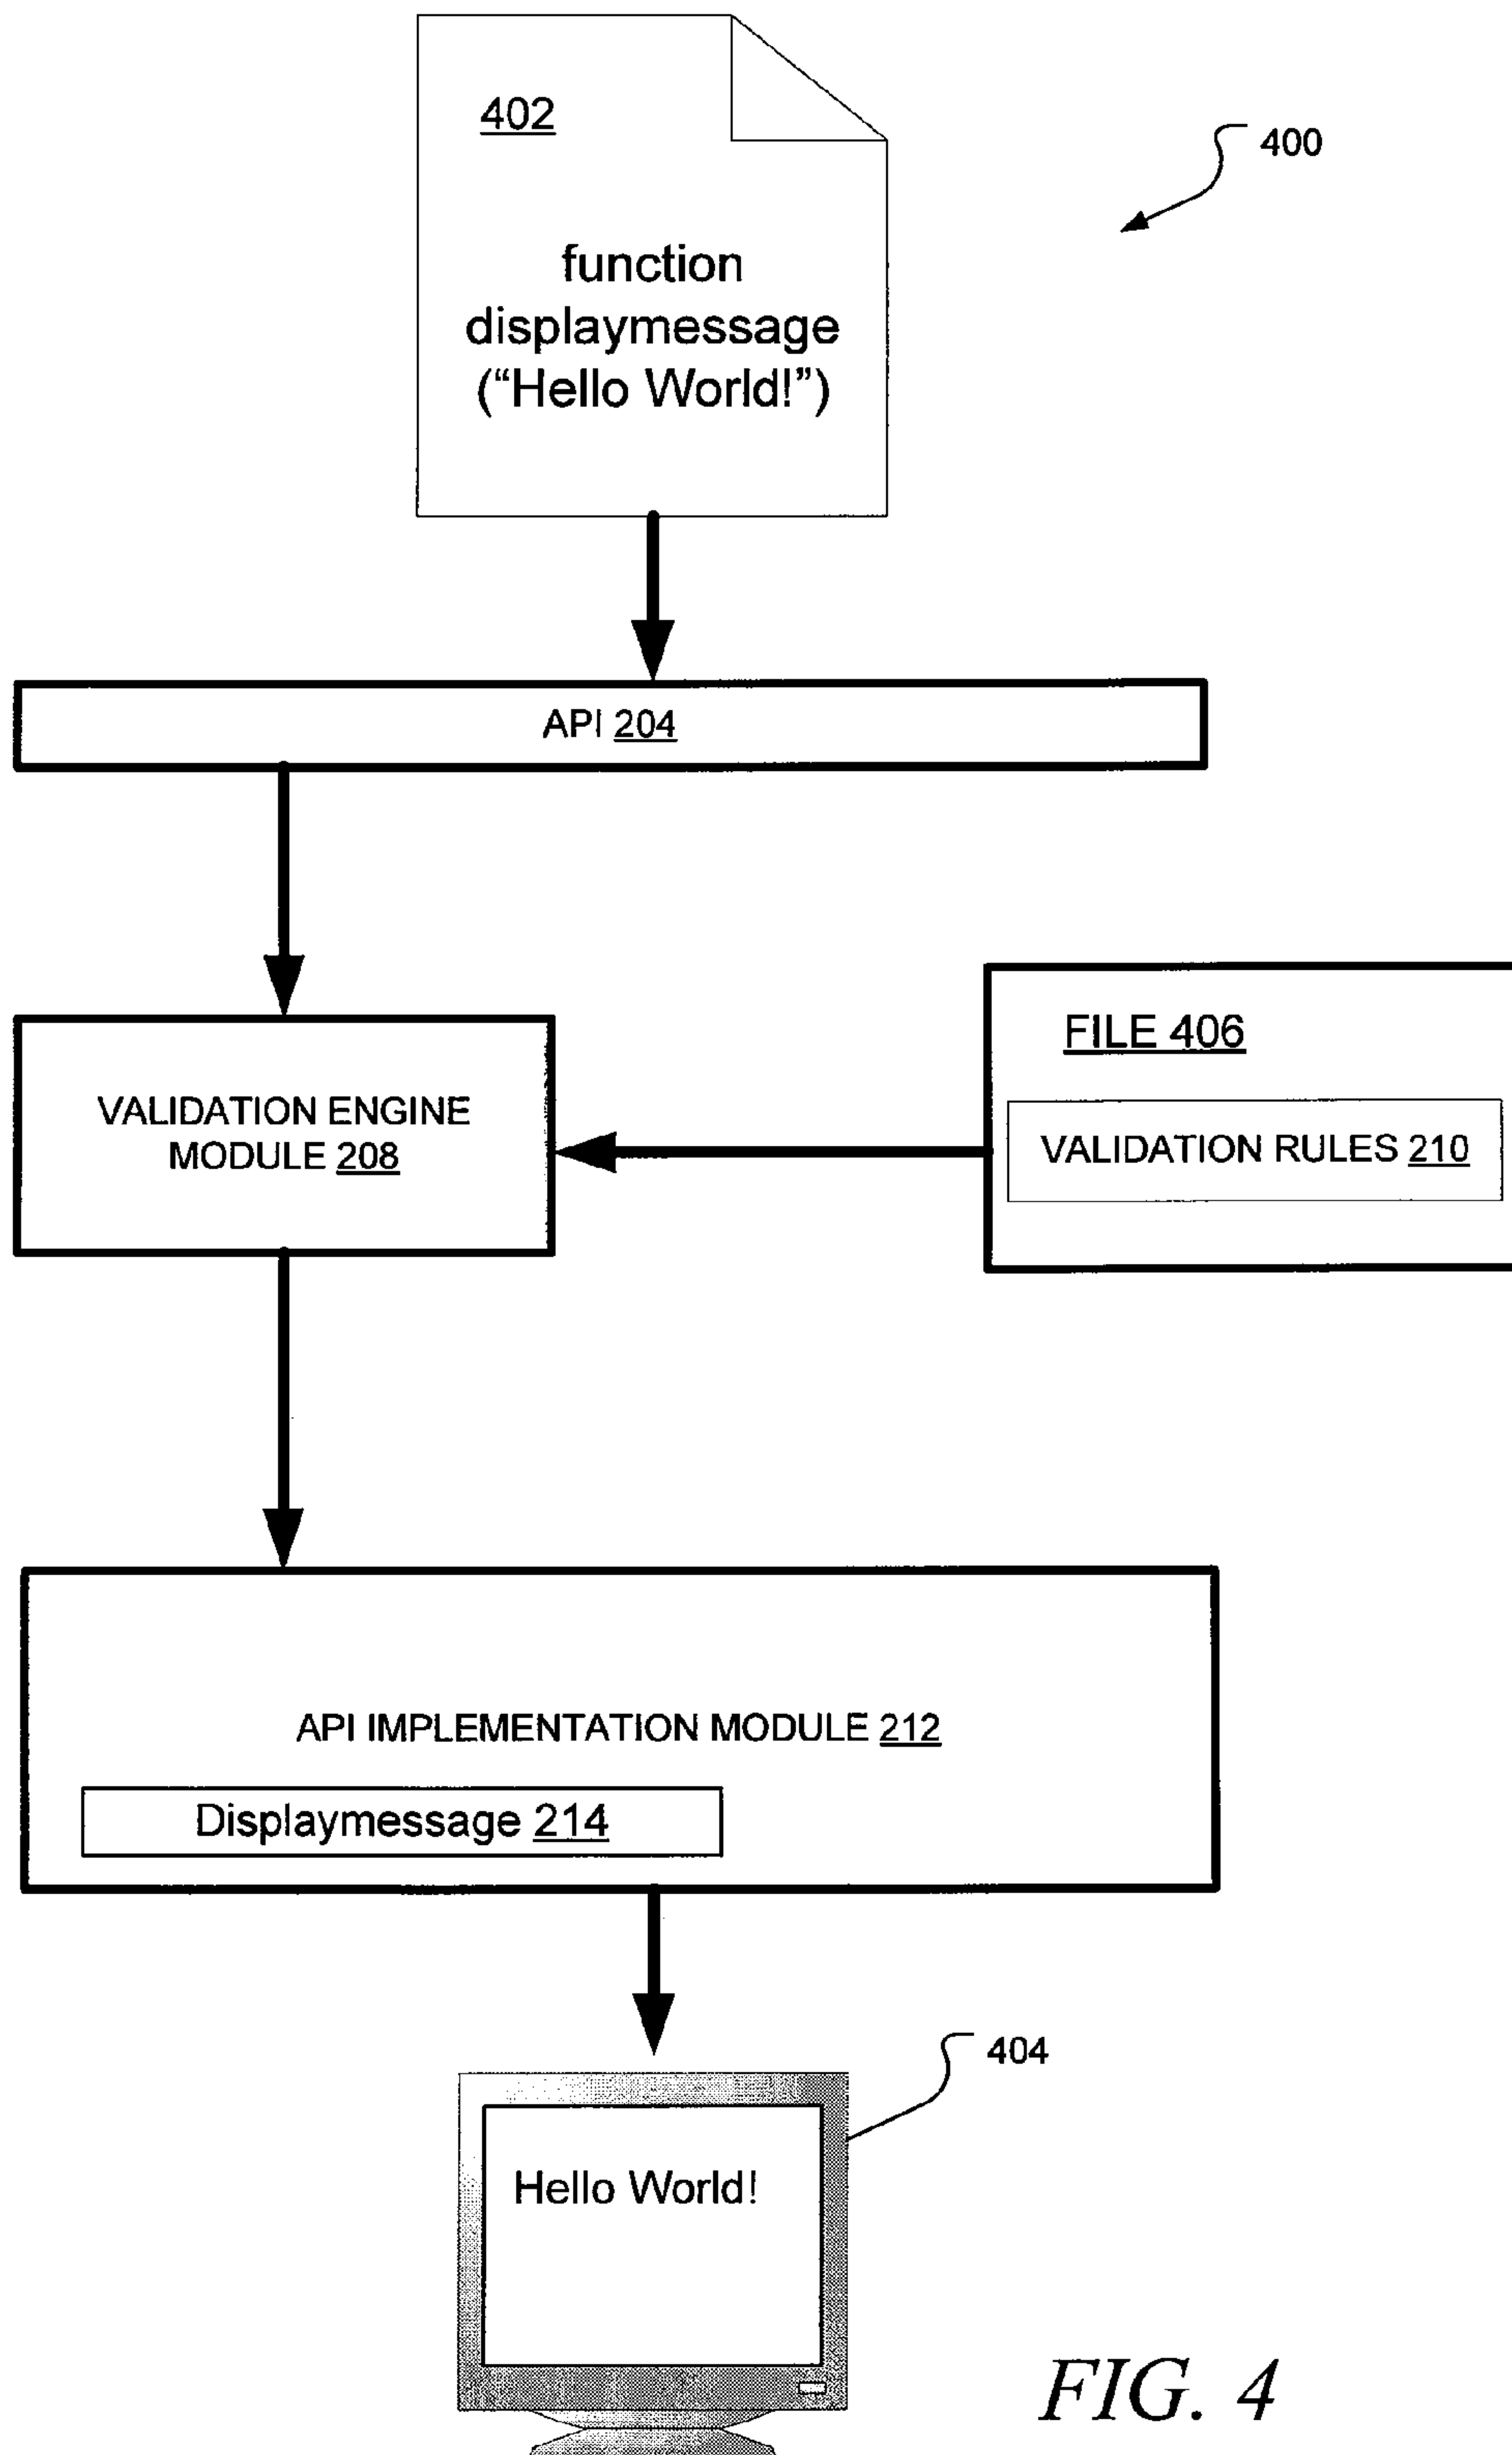 402
400
function
displaymessage
(“Hello World!”)
API 204
FILE 406
VALIDATION ENGINE
MODULE 208
VALIDATION RULES 210
API IMPLEMENTATION MODULE 212
Displaymessage 214
404
Hello World!
FIG. 4